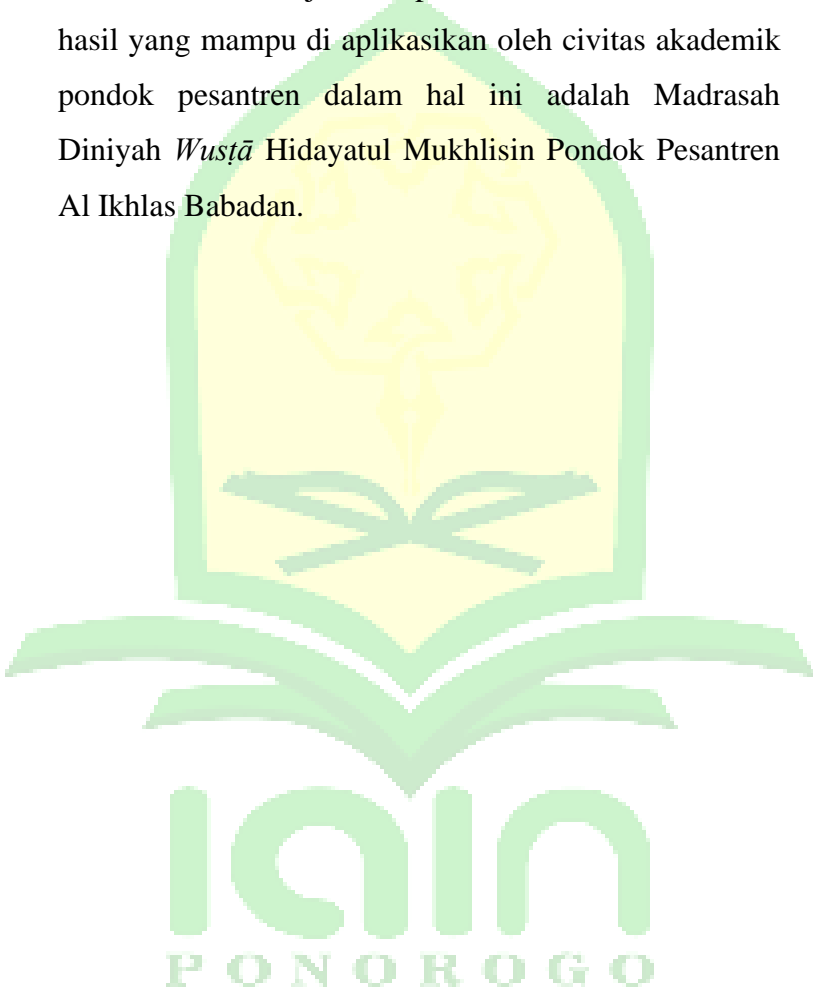 hasil yang mampu di aplikasikan oleh civitas akademik
pondok pesantren dalam hal ini adalah Madrasah
Diniyah Wusṭā Hidayatul Mukhlisin Pondok Pesantren
Al Ikhlas Babadan.
iain
PONOROGO